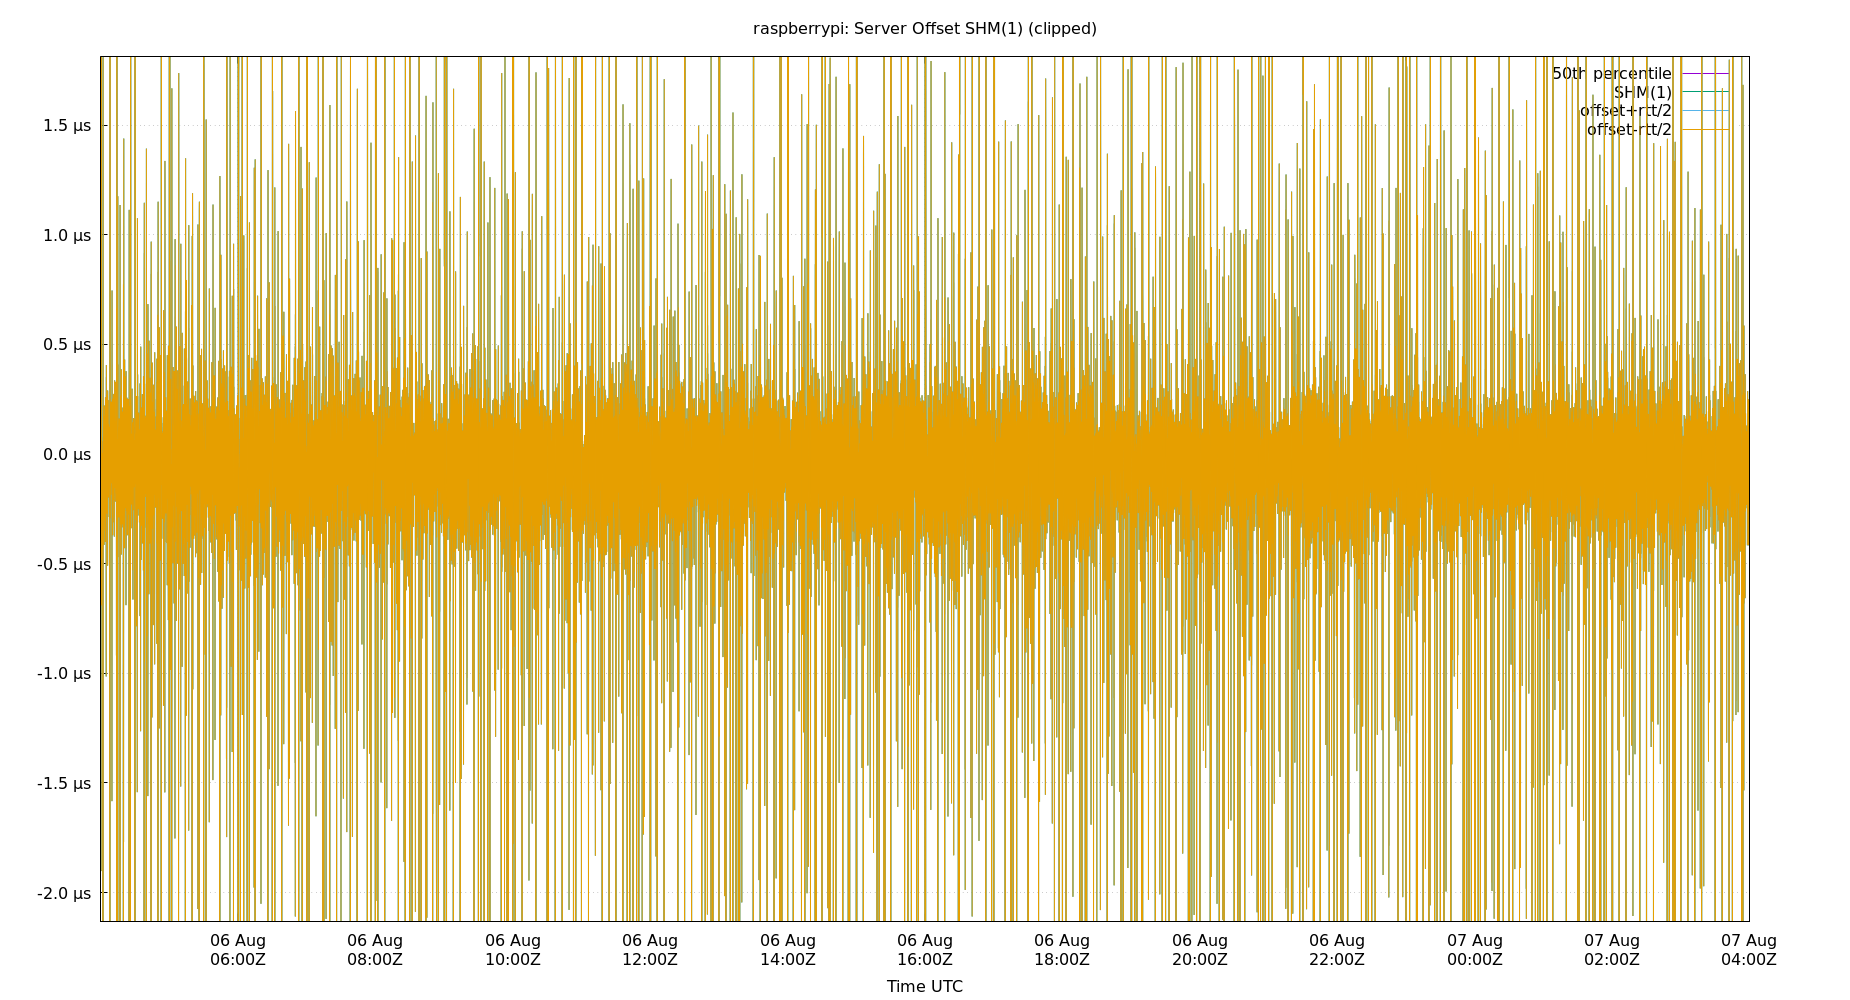 raspberrypi: Server Offset SHM(1) (clipped)
50th percentile
SHM(1)
offset+rtt/2
offset-rtt/2
1.5 µs
1.0 µs
0.5 µs
0.0 µs
-0.5 µs
-1.0 µs
-1.5 µs
-2.0 µs
06 Aug 06 Aug 06 Aug 06 Aug 06 Aug 06 Aug 06 Aug 06 Aug 06 Aug 07 Aug 07 Aug 07 Aug
06:00Z 08:00Z 10:00Z 12:00Z 14:00Z 16:00Z 18:00Z 20:00Z 22:00Z 00:00Z 02:00Z 04:00Z
Time UTC